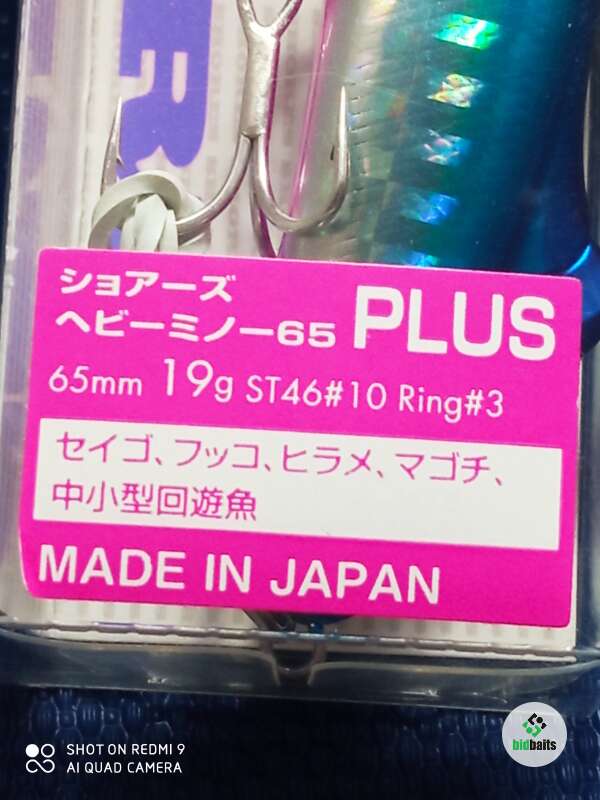 R
ショアーズ
ヘビーミノー65 PLUS
65mm 19g ST46#10 Ring#3
セイゴ、フッコ、ヒラメ、マゴチ、
中小型回遊魚
MADE IN JAPAN
SHOT ON REDMI 9
AI QUAD CAMERA
bidbaits